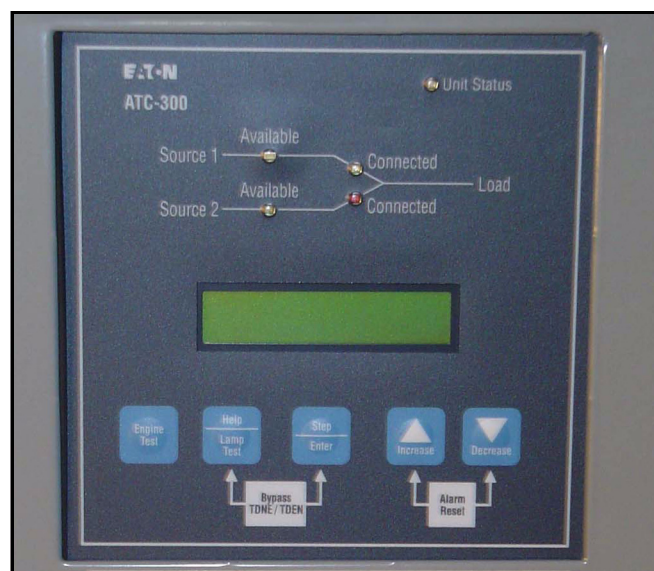 EATON
ATC-300
Unit Status
Available
Source 1
Connected
Load
Available
Source 2
Connected
Engine
Test
Help
Lamp
Test
Step
Enter
Increase
Decrease
Bypass
TDNE / TDEN
Alarm
Reset